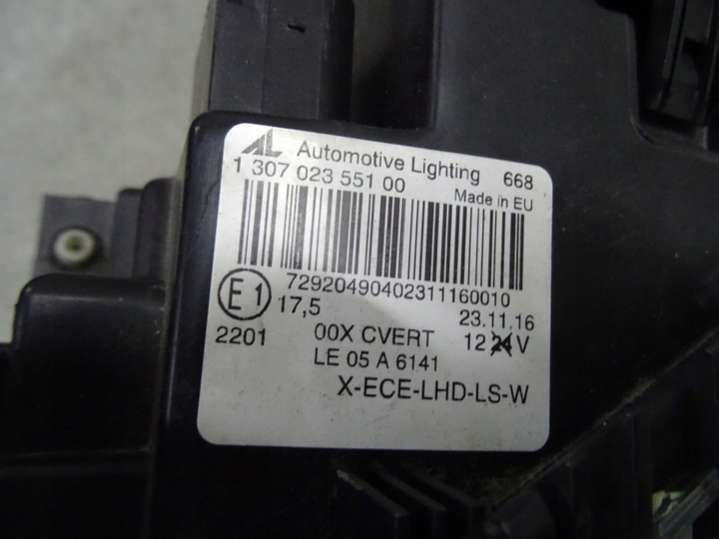 AL Automotive Lighting 668
1 307 023 551 00 Made in EU
72920490402311160010
E1 17,5 23.11.16
2201 00X CVERT 12 24 V
LE 05 A 6141
X-ECE-LHD-LS-W